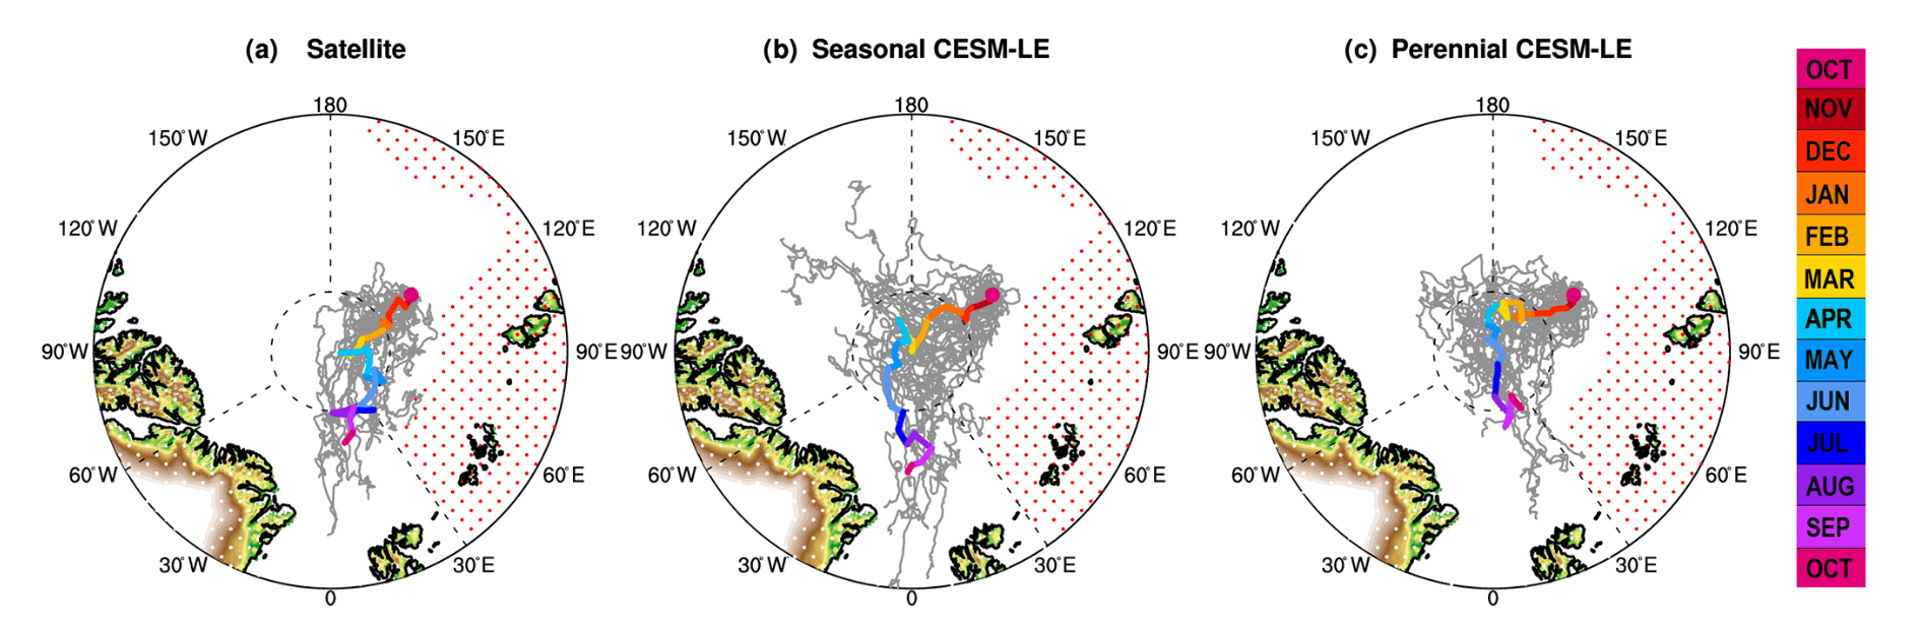 (a) Satellite
(b) Seasonal CESM-LE
(c) Perennial CESM-LE
180
150°W
150°E
120°W
120°E
90°W
90°E
60°W
60°E
30°W
30°E
0
180
150°W
150°E
120°W
120°E
90°W
90°E
60°W
60°E
30°W
30°E
0
180
150°W
150°E
120°W
120°E
90°W
90°E
60°W
60°E
30°W
30°E
0
OCT
NOV
DEC
JAN
FEB
MAR
APR
MAY
JUN
JUL
AUG
SEP
OCT